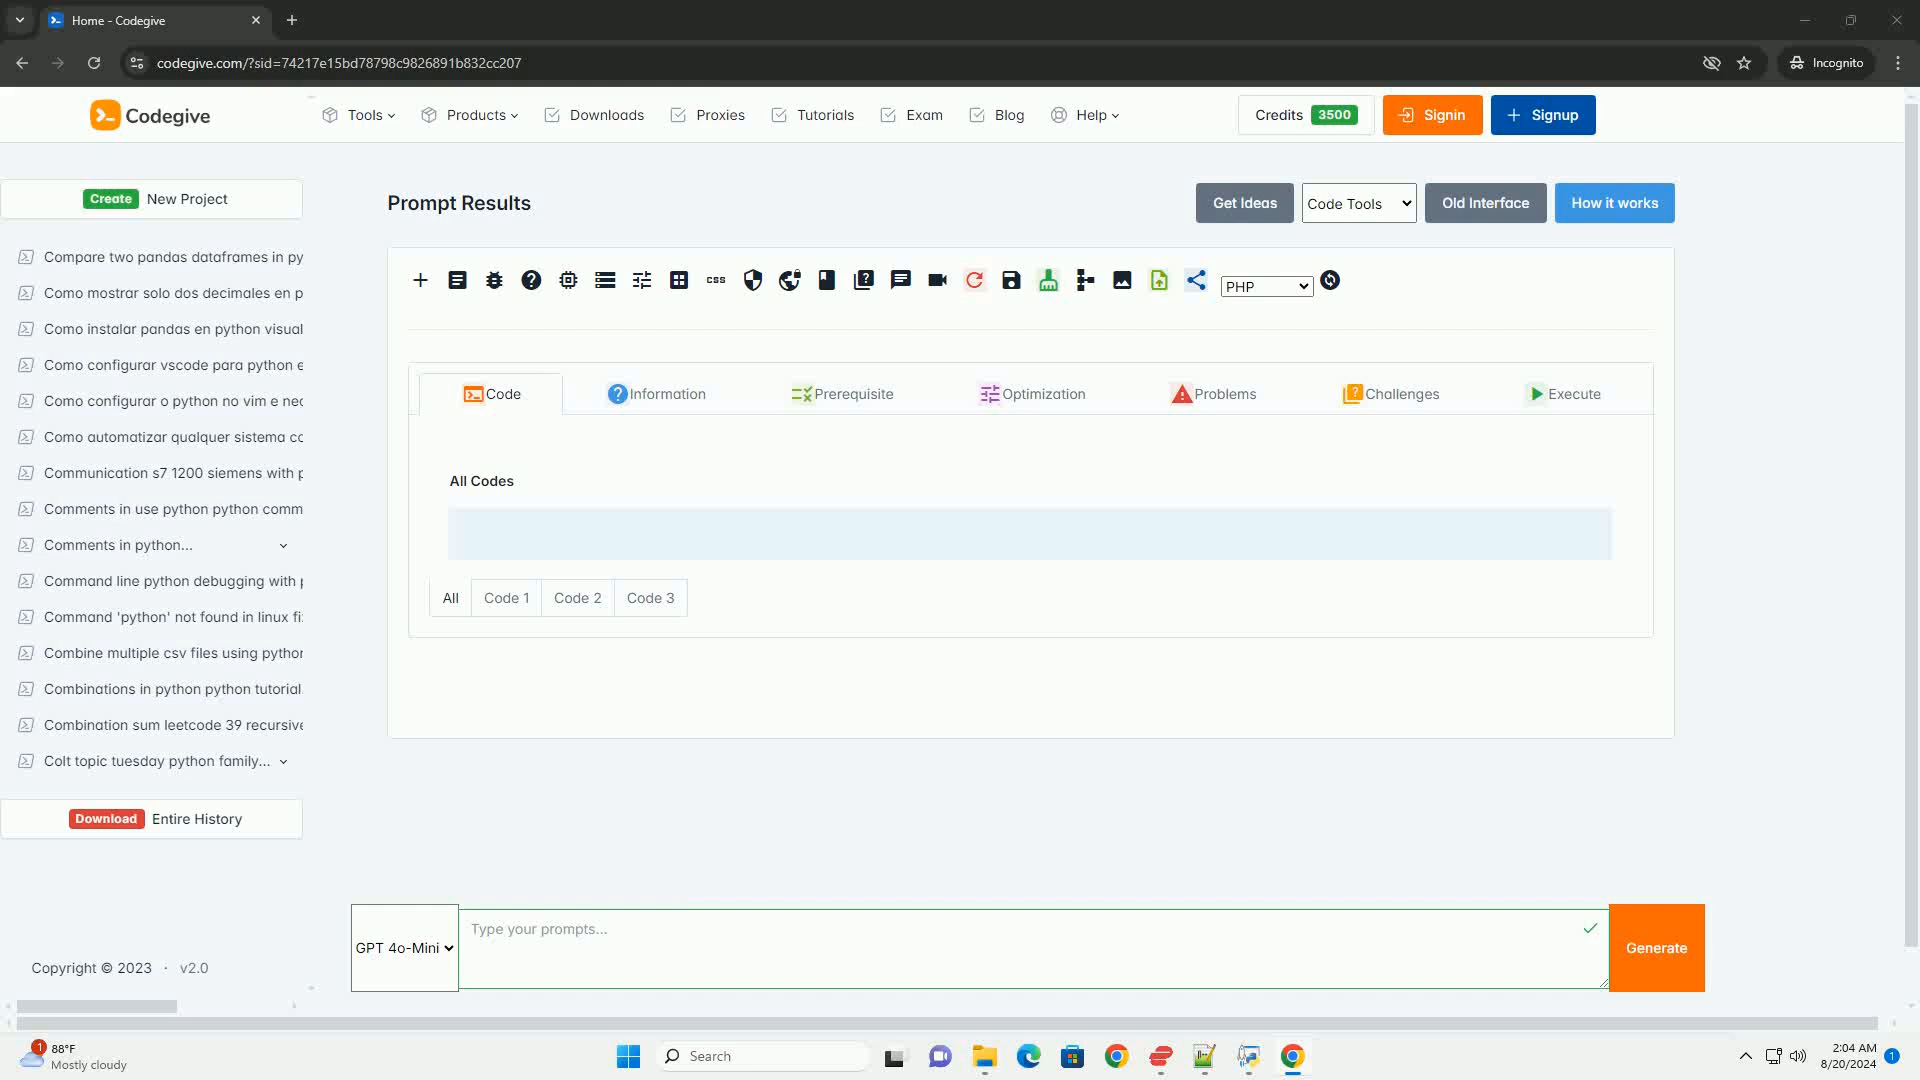 Home - Codegive
codegive.com/?sid=74217e15bd78798c9826891b832cc207
Incognito
Codegive
Tools
Products
Downloads
Proxies
Tutorials
Exam
Blog
Help
Credits 3500
Signin
Signup
Create New Project
Compare two pandas dataframes in py
Como mostrar solo dos decimales en p
Como instalar pandas en python visual
Como configurar vscode para python e
Como configurar o python no vim e neo
Como automatizar qualquer sistema co
Communication s7 1200 siemens with p
Comments in use python python comm
Comments in python...
Command line python debugging with p
Command 'python' not found in linux fi
Combine multiple csv files using python
Combinations in python python tutorial
Combination sum leetcode 39 recursive
Colt topic tuesday python family...
Download Entire History
Copyright © 2023 · v2.0
Prompt Results
Get Ideas
Code Tools
Old Interface
How it works
css
PHP
Code
Information
Prerequisite
Optimization
Problems
Challenges
Execute
All Codes
All
Code 1
Code 2
Code 3
GPT 4o-Mini
Type your prompts...
Generate
1
88°F
Mostly cloudy
Search
2:04 AM
8/20/2024
1